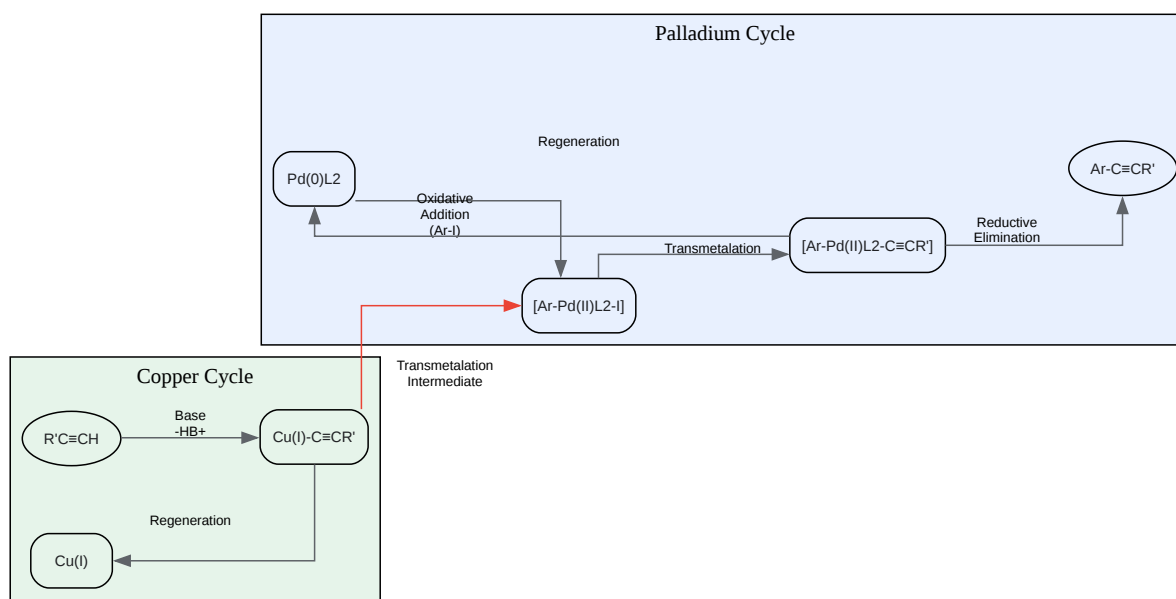 Palladium Cycle
Regeneration
Pd(0)L2
Ar-C≡CR'
Oxidative
Addition
(Ar-I)
Reductive
Elimination
Transmetalation
[Ar-Pd(II)L2-C≡CR']
[Ar-Pd(II)L2-I]
Transmetalation
Intermediate
Copper Cycle
Base
-HB+
R'C≡CH
Cu(I)-C≡CR'
Regeneration
Cu(I)